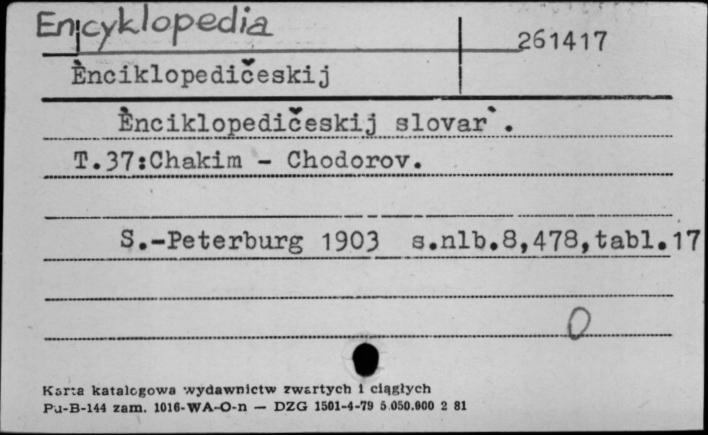 Encyklopedia
261417
Ènciklopedičeskij
Ènciklopedičeskij slovar`.
T.37:Chakim - Chodorov.
S.-Peterburg 1903 s.nlb.8,478,tabl.17
0
Karta katalogowa wydawnictw zwartych i ciągłych
Pu-B-144 zam. 1016-WA-O-n — DZG 1501-4-79 5.050.000 2 81